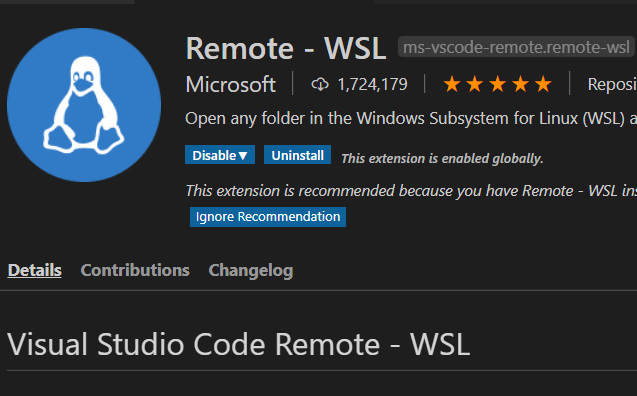 Remote - WSL ms-vscode-remote.remote-wsl
Microsoft 1,724,179
Open any folder in the Windows Subsystem for Linux (WSL)
Disable Uninstall This extension is enabled globally.
This extension is recommended because you have Remote - WSL
Ignore Recommendation
Details Contributions Changelog
Visual Studio Code Remote - WSL